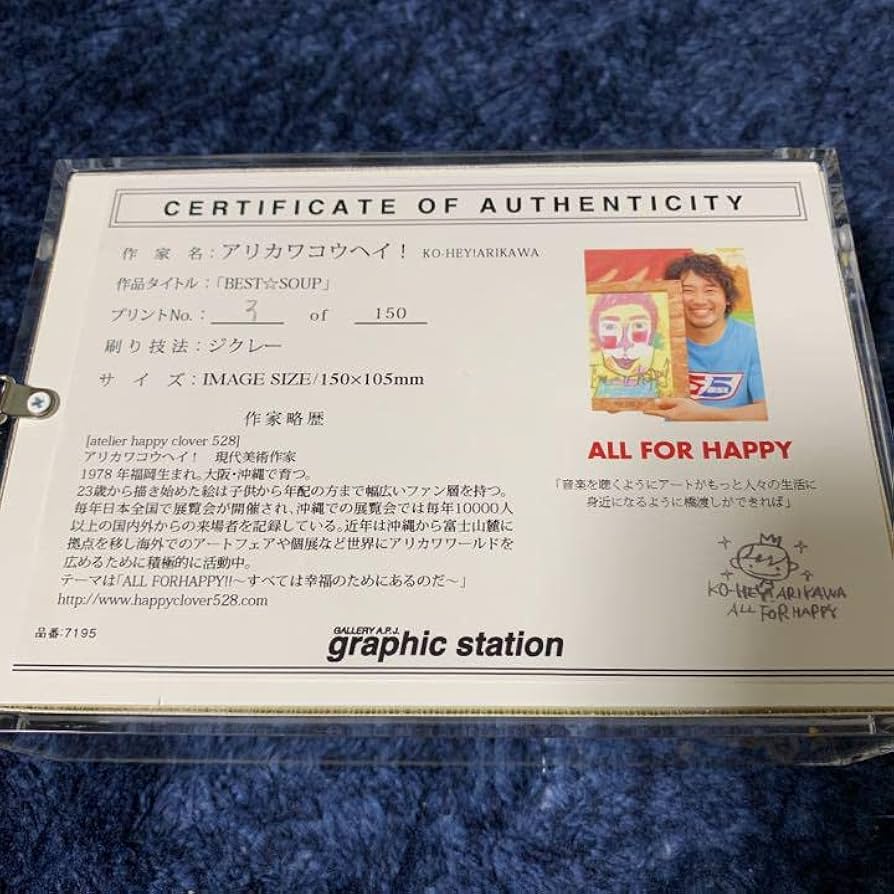 CERTIFICATE OF AUTHENTICITY
作 家 名：アリカワコウヘイ！ KO-HEY!ARIKAWA
作品タイトル：「BEST☆SOUP」
プリントNo.： 3 of 150
刷り技法：ジクレー
サ イ ズ：IMAGE SIZE/150×105mm
作家略歴
[atelier happy clover 528]
アリカワコウヘイ！ 現代美術作家
1978 年福岡生まれ。大阪・沖縄で育つ。
23歳から描き始めた絵は子供から年配の方まで幅広いファン層を持つ。
毎年日本全国で展覧会が開催され、沖縄での展覧会では毎年10000人
以上の国内外からの来場者を記録している。近年は沖縄から富士山麓に
拠点を移し海外でのアートフェアや個展など世界にアリカワワールドを
広めるために積極的に活動中。
テーマは「ALL FORHAPPY!!～すべては幸福のためにあるのだ～」
http://www.happyclover528.com
品番:7195
GALLERY A.P.J.
graphic station
ALL FOR HAPPY
「音楽を聴くようにアートがもっと人々の生活に
身近になるように橋渡しができれば」
KO-HEY!ARIKAWA
ALL FOR HAPPY